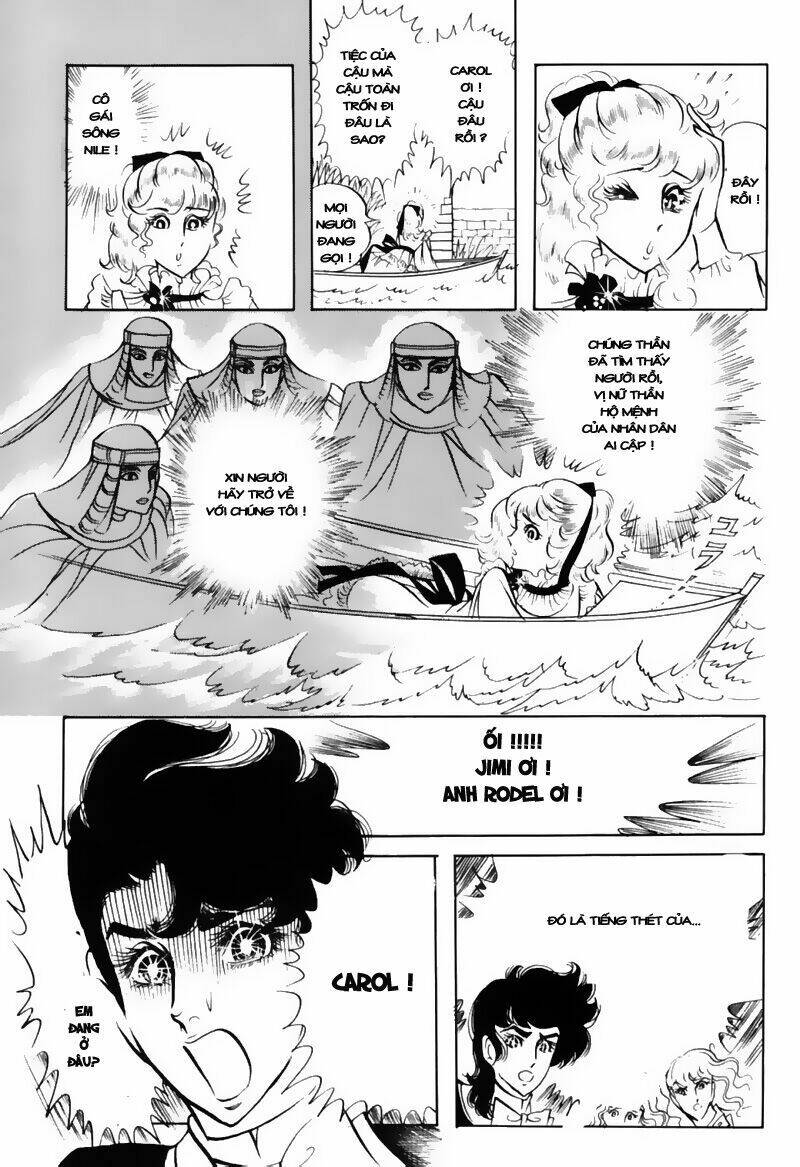 ĐÂY
RỒI !
CAROL
ƠI !
CẬU
ĐÂU
RỒI ?
TIỆC CỦA
CẬU MÀ
CẬU TOÀN
TRỐN ĐI
ĐÂU LÀ
SAO?
MỌI
NGƯỜI
ĐANG
GỌI !
CÔ
GÁI
SÔNG
NILE !
CHÚNG THẦN
ĐÃ TÌM THẤY
NGƯỜI RỒI,
VỊ NỮ THẦN
HỘ MỆNH
CỦA NHÂN DÂN
AI CẬP !
XIN NGƯỜI
HÃY TRỞ VỀ
VỚI CHÚNG TÔI !
ユラ
ỐI !!!!!
JIMI ƠI !
ANH RODEL ƠI !
ĐÓ LÀ TIẾNG THÉT CỦA...
CAROL !
EM
ĐANG
Ở
ĐÂU?